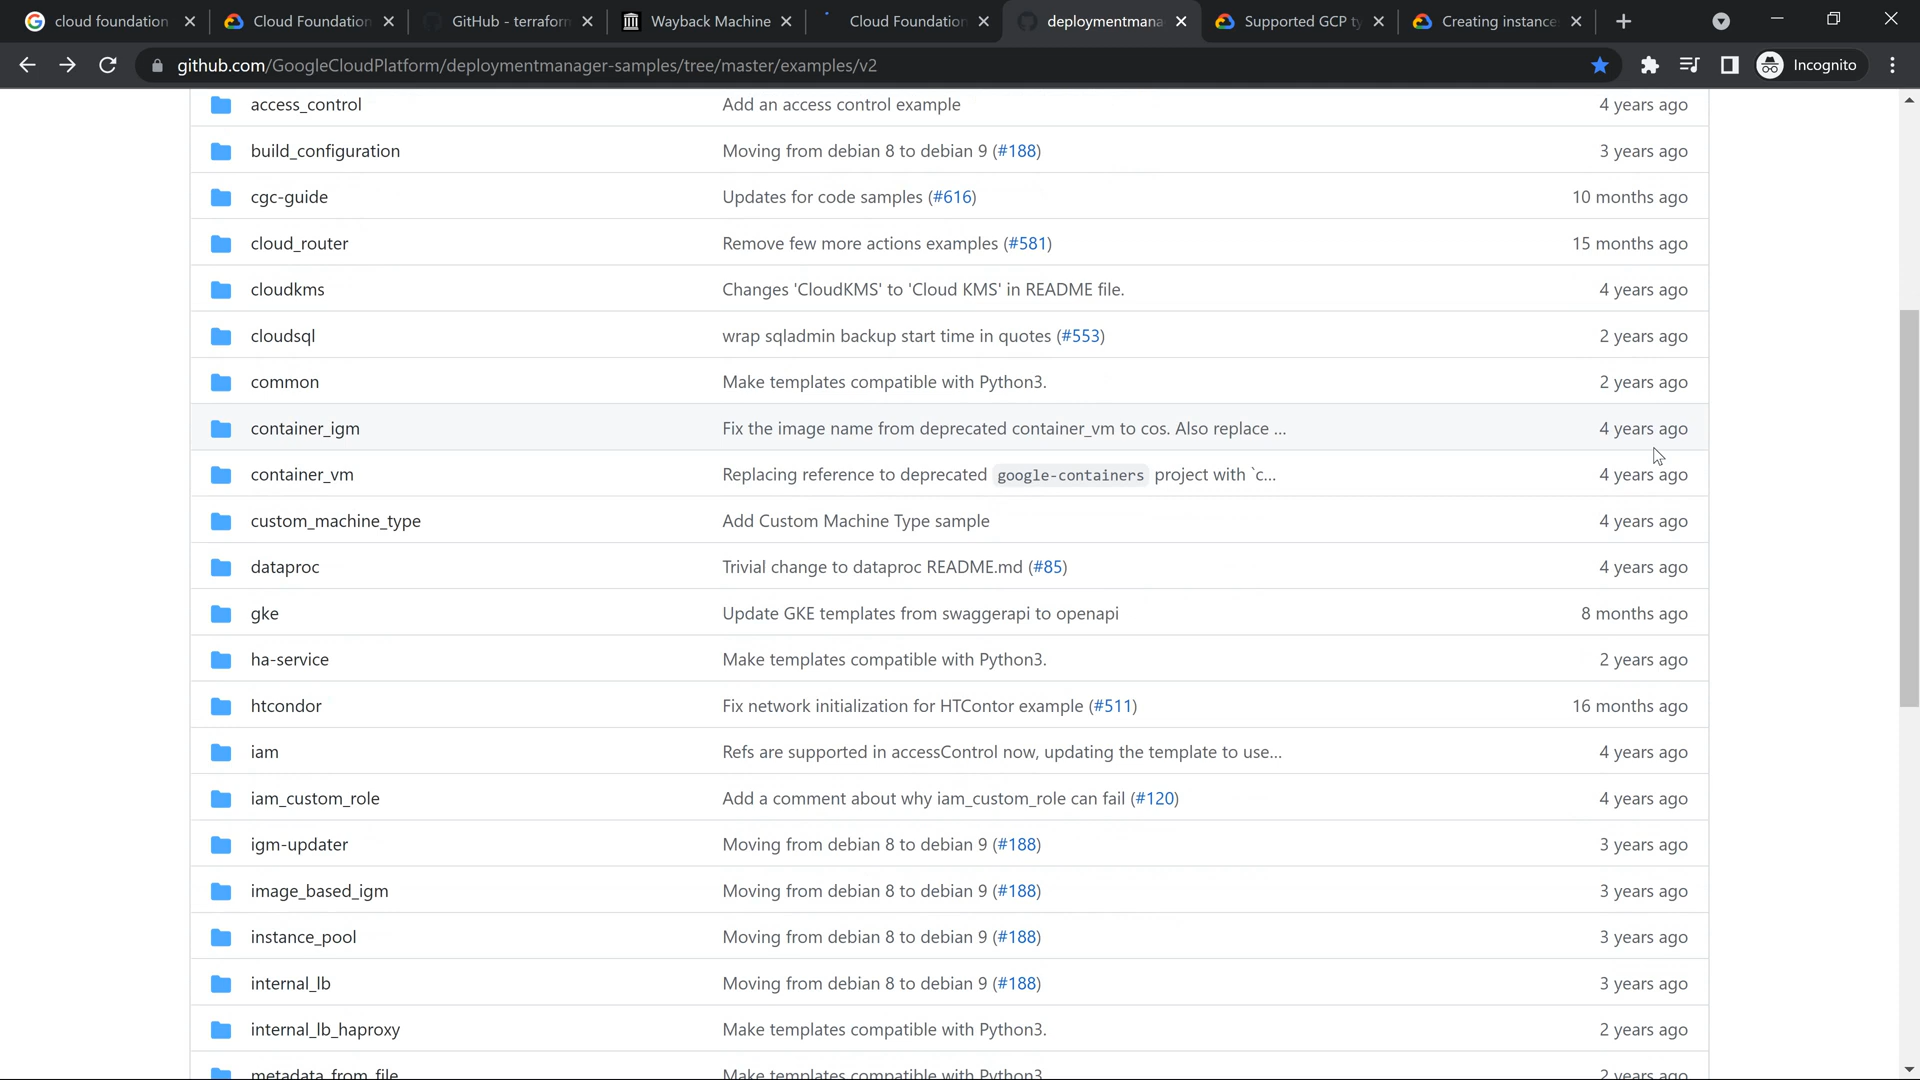 cloud foundation
Cloud Foundation
GitHub - terraform
Wayback Machine
Cloud Foundation
deploymentmana
Supported GCP ty
Creating instance
github.com/GoogleCloudPlatform/deploymentmanager-samples/tree/master/examples/v2
Incognito
access_control Add an access control example 4 years ago
build_configuration Moving from debian 8 to debian 9 (#188) 3 years ago
cgc-guide Updates for code samples (#616) 10 months ago
cloud_router Remove few more actions examples (#581) 15 months ago
cloudkms Changes 'CloudKMS' to 'Cloud KMS' in README file. 4 years ago
cloudsql wrap sqladmin backup start time in quotes (#553) 2 years ago
common Make templates compatible with Python3. 2 years ago
container_igm Fix the image name from deprecated container_vm to cos. Also replace ... 4 years ago
container_vm Replacing reference to deprecated google-containers project with `c... 4 years ago
custom_machine_type Add Custom Machine Type sample 4 years ago
dataproc Trivial change to dataproc README.md (#85) 4 years ago
gke Update GKE templates from swaggerapi to openapi 8 months ago
ha-service Make templates compatible with Python3. 2 years ago
htcondor Fix network initialization for HTContor example (#511) 16 months ago
iam Refs are supported in accessControl now, updating the template to use... 4 years ago
iam_custom_role Add a comment about why iam_custom_role can fail (#120) 4 years ago
igm-updater Moving from debian 8 to debian 9 (#188) 3 years ago
image_based_igm Moving from debian 8 to debian 9 (#188) 3 years ago
instance_pool Moving from debian 8 to debian 9 (#188) 3 years ago
internal_lb Moving from debian 8 to debian 9 (#188) 3 years ago
internal_lb_haproxy Make templates compatible with Python3. 2 years ago
metadata_from_file Make templates compatible with Python3. 2 years ago